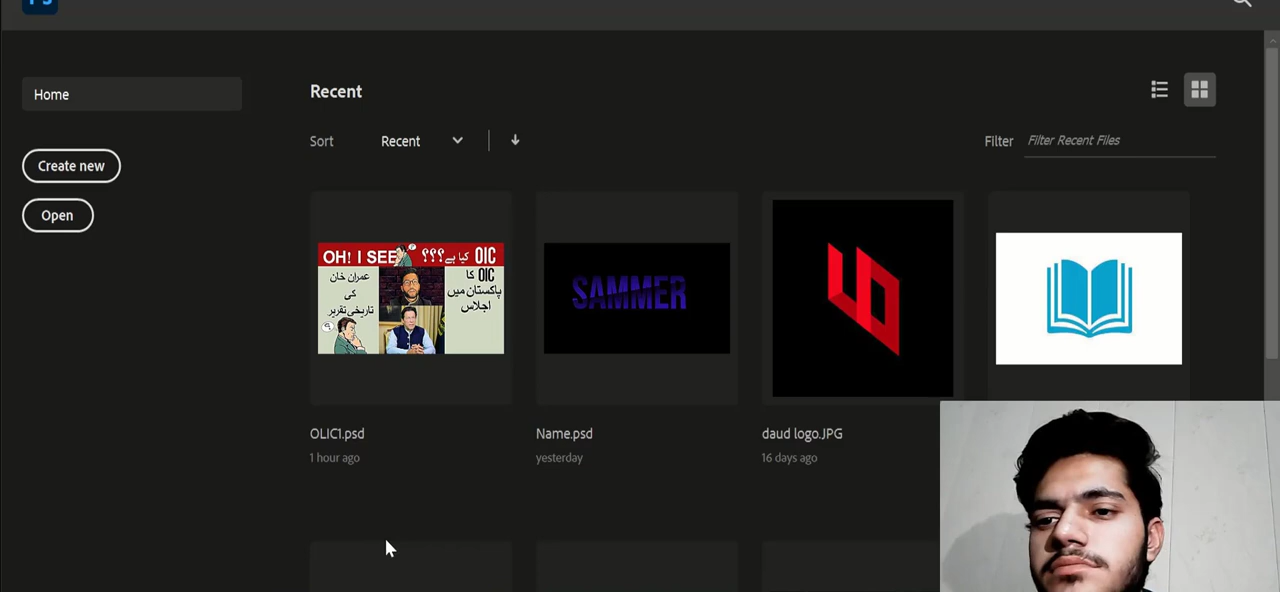 Ps
Home
Recent
Sort
Recent
Filter
Filter Recent Files
Create new
Open
OH! I SEE
OIC کیا ہے؟؟؟
عمران خان
کی
تاریخی تقریر
OIC کا
پاکستان میں
اجلاس
SAMMER
OLIC1.psd
Name.psd
daud logo.JPG
1 hour ago
yesterday
16 days ago